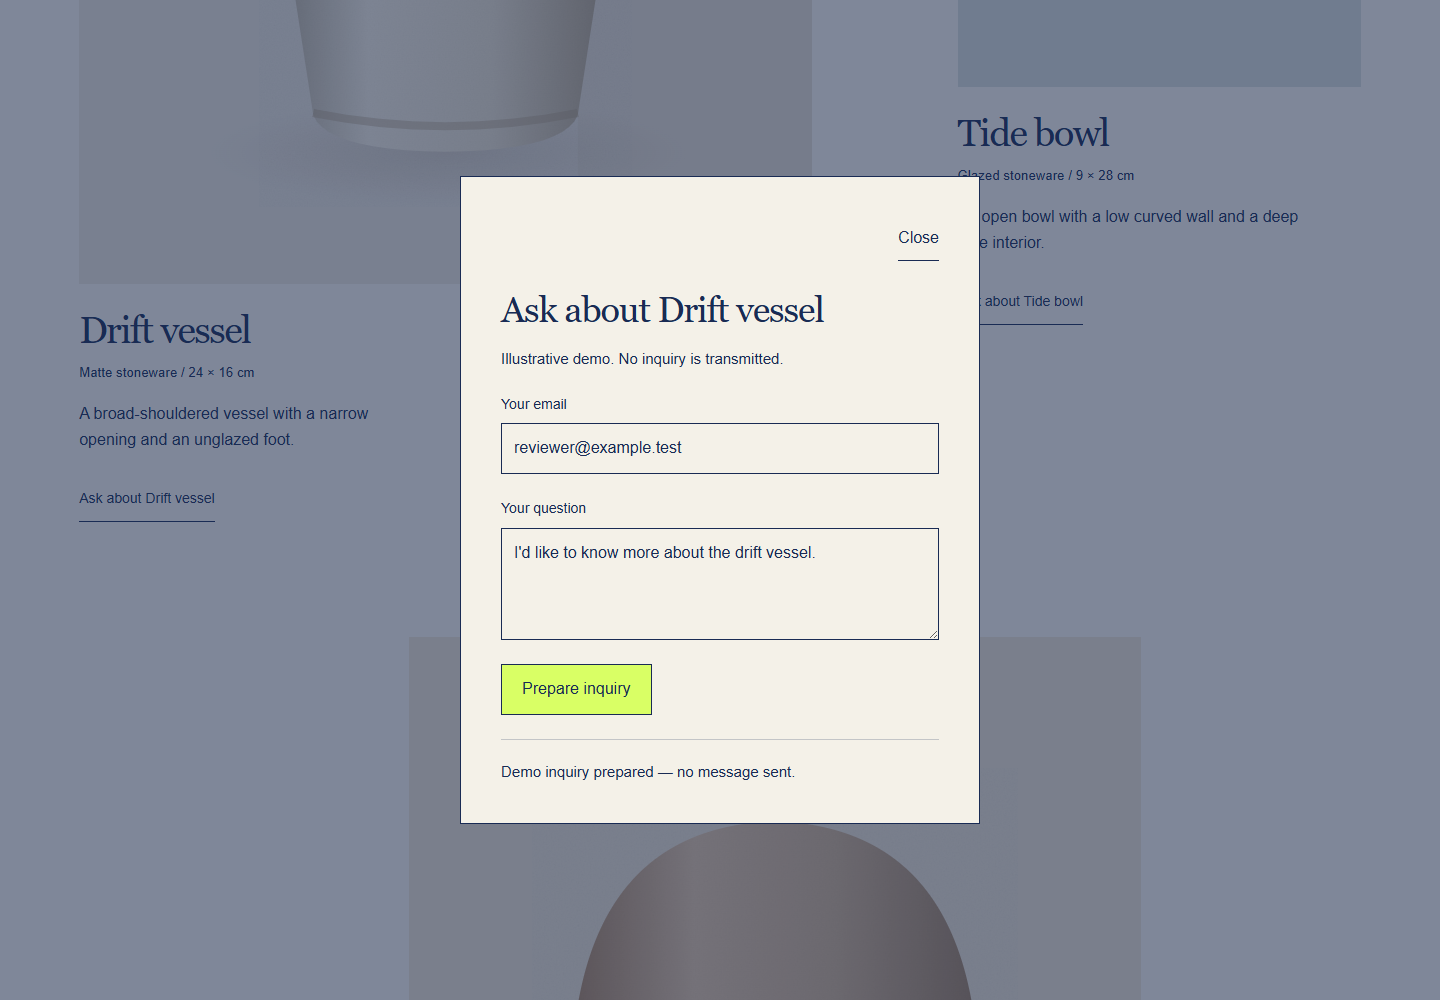 Tide bowl
Glazed stoneware / 9 × 28 cm
open bowl with a low curved wall and a deep
interior.
about Tide bowl
Drift vessel
Matte stoneware / 24 × 16 cm
A broad-shouldered vessel with a narrow
opening and an unglazed foot.
Ask about Drift vessel
Close
Ask about Drift vessel
Illustrative demo. No inquiry is transmitted.
Your email
reviewer@example.test
Your question
I'd like to know more about the drift vessel.
Prepare inquiry
Demo inquiry prepared — no message sent.